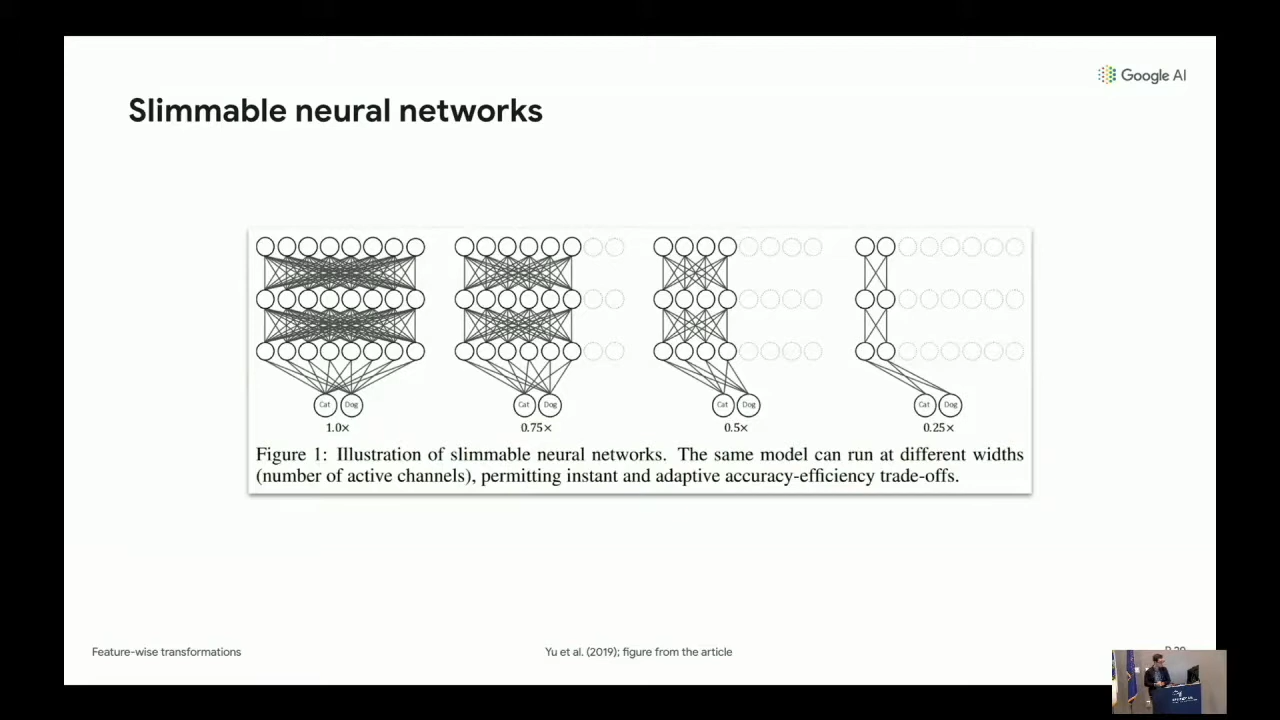 Google AI
Slimmable neural networks
Cat Dog Cat Dog Cat Dog Cat Dog
1.0× 0.75× 0.5× 0.25×
Figure 1: Illustration of slimmable neural networks. The same model can run at different widths
(number of active channels), permitting instant and adaptive accuracy-efficiency trade-offs.
Feature-wise transformations
Yu et al. (2019); figure from the article